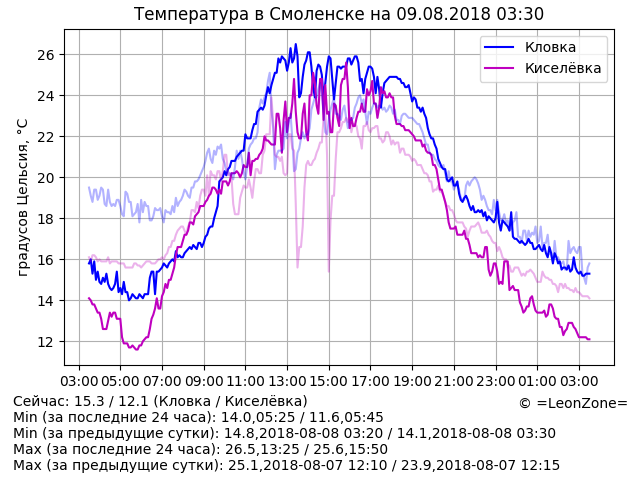 Температура в Смоленске на 09.08.2018 03:30
градусов Цельсия, °C
26
24
22
20
18
16
14
12
Кловка
Киселёвка
03:00 05:00 07:00 09:00 11:00 13:00 15:00 17:00 19:00 21:00 23:00 01:00 03:00
Сейчас: 15.3 / 12.1 (Кловка / Киселёвка)
© =LeonZone=
Min (за последние 24 часа): 14.0,05:25 / 11.6,05:45
Min (за предыдущие сутки): 14.8,2018-08-08 03:20 / 14.1,2018-08-08 03:30
Max (за последние 24 часа): 26.5,13:25 / 25.6,15:50
Max (за предыдущие сутки): 25.1,2018-08-07 12:10 / 23.9,2018-08-07 12:15